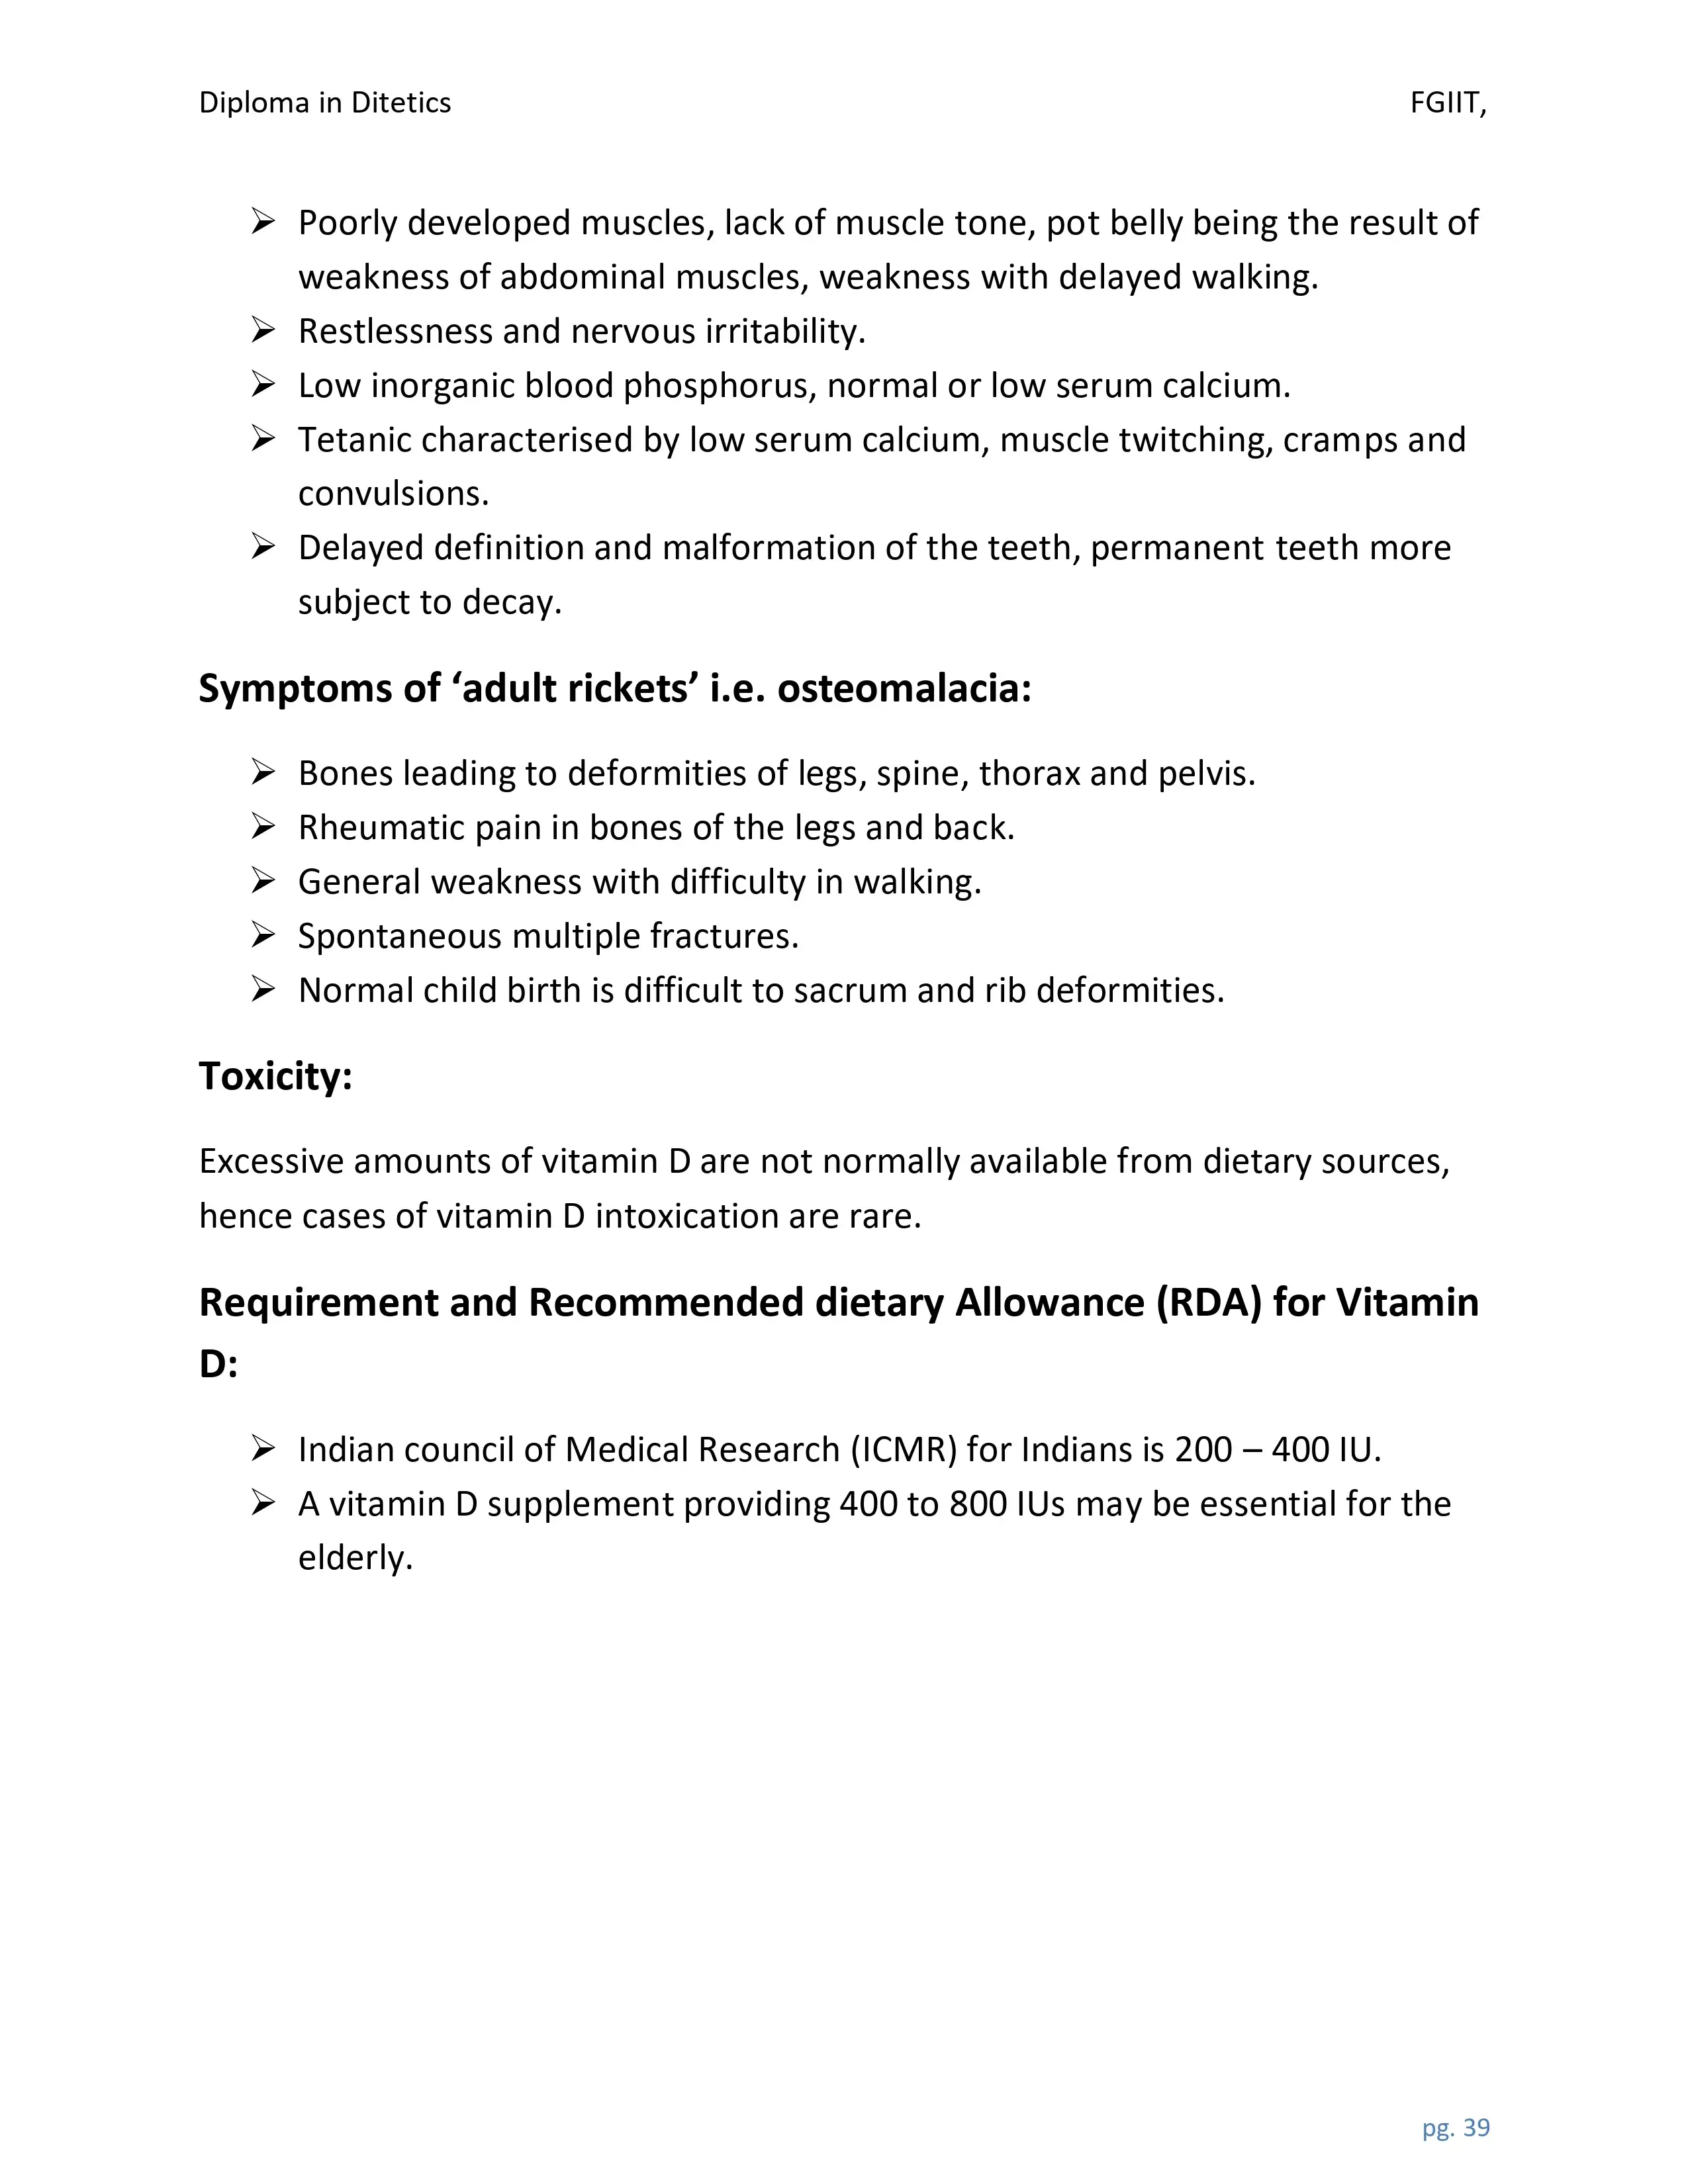 Diploma in Ditetics FGIIT,
➢ Poorly developed muscles, lack of muscle tone, pot belly being the result of
weakness of abdominal muscles, weakness with delayed walking.
➢ Restlessness and nervous irritability.
➢ Low inorganic blood phosphorus, normal or low serum calcium.
➢ Tetanic characterised by low serum calcium, muscle twitching, cramps and
convulsions.
➢ Delayed definition and malformation of the teeth, permanent teeth more
subject to decay.
Symptoms of ‘adult rickets’ i.e. osteomalacia:
➢ Bones leading to deformities of legs, spine, thorax and pelvis.
➢ Rheumatic pain in bones of the legs and back.
➢ General weakness with difficulty in walking.
➢ Spontaneous multiple fractures.
➢ Normal child birth is difficult to sacrum and rib deformities.
Toxicity:
Excessive amounts of vitamin D are not normally available from dietary sources,
hence cases of vitamin D intoxication are rare.
Requirement and Recommended dietary Allowance (RDA) for Vitamin
D:
➢ Indian council of Medical Research (ICMR) for Indians is 200 – 400 IU.
➢ A vitamin D supplement providing 400 to 800 IUs may be essential for the
elderly.
pg. 39